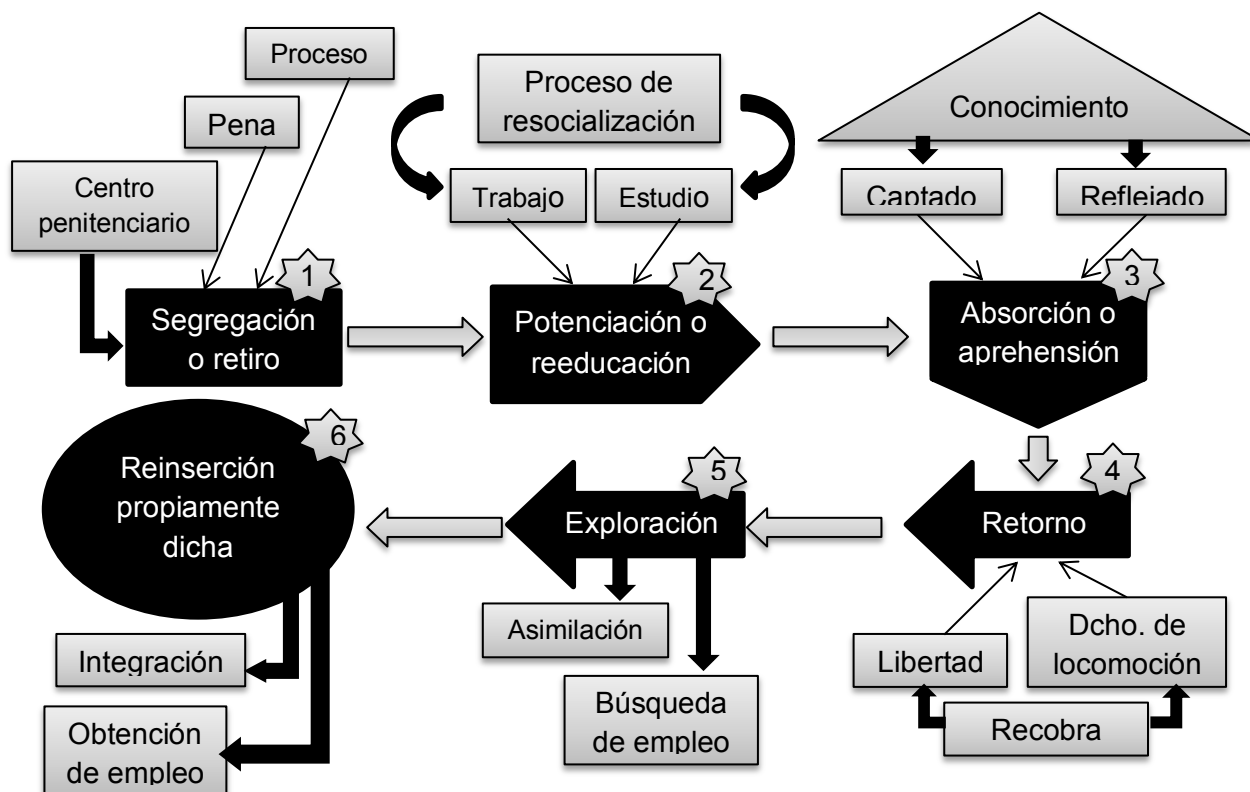 Proceso
Pena
Centro
penitenciario
1
Segregación
o retiro
Proceso de
resocialización
Trabajo
Estudio
2
Potenciación o
reeducación
Conocimiento
Captado
Reflejado
3
Absorción o
aprehensión
4
Retorno
Libertad
Dcho. de
locomoción
Recobra
5
Exploración
Asimilación
Búsqueda
de empleo
6
Reinserción
propiamente
dicha
Integración
Obtención
de empleo